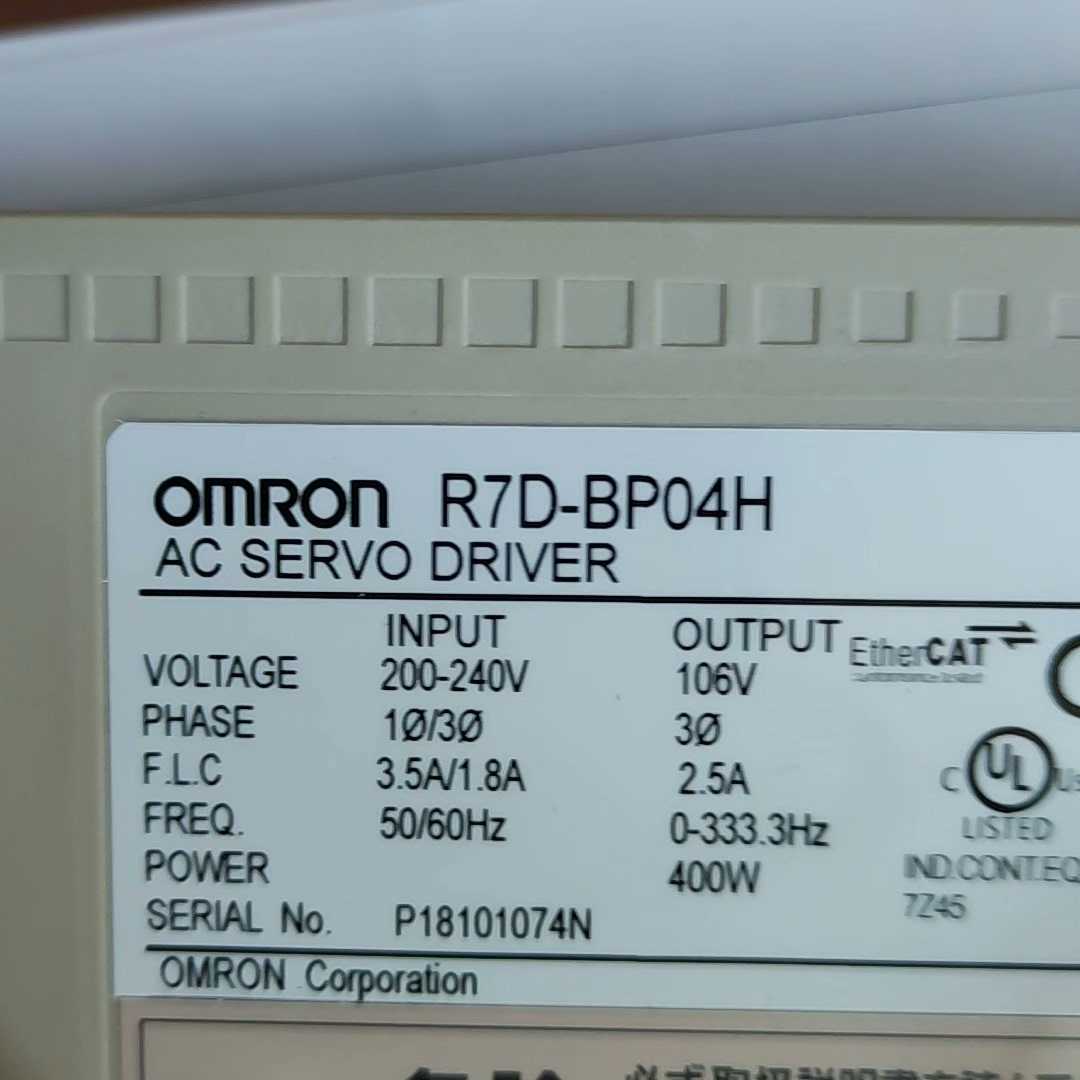 OMRON R7D-BP04H
AC SERVO DRIVER
INPUT OUTPUT EtherCAT
VOLTAGE 200-240V 106V
PHASE 1Ø/3Ø 3Ø
F.L.C 3.5A/1.8A 2.5A
C UL US
FREQ. 50/60Hz 0-333.3Hz
LISTED
POWER 400W
IND.CONT.EQ
7Z45
SERIAL No. P18101074N
OMRON Corporation